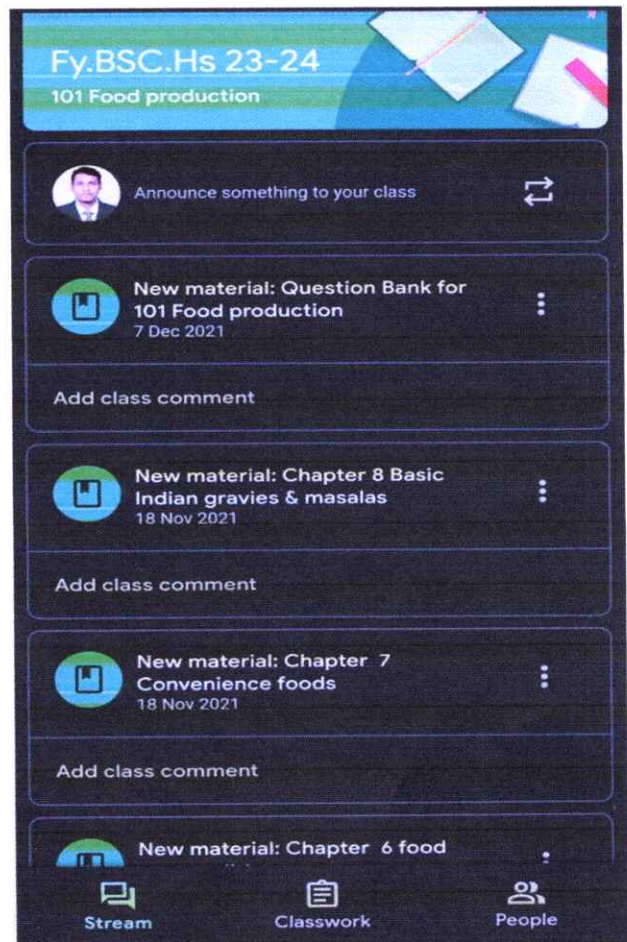 Fy.BSC.Hs 23-24
101 Food production
Announce something to your class
New material: Question Bank for
101 Food production
7 Dec 2021
Add class comment
New material: Chapter 8 Basic
Indian gravies & masalas
18 Nov 2021
Add class comment
New material: Chapter 7
Convenience foods
18 Nov 2021
Add class comment
New material: Chapter 6 food
Stream
Classwork
People